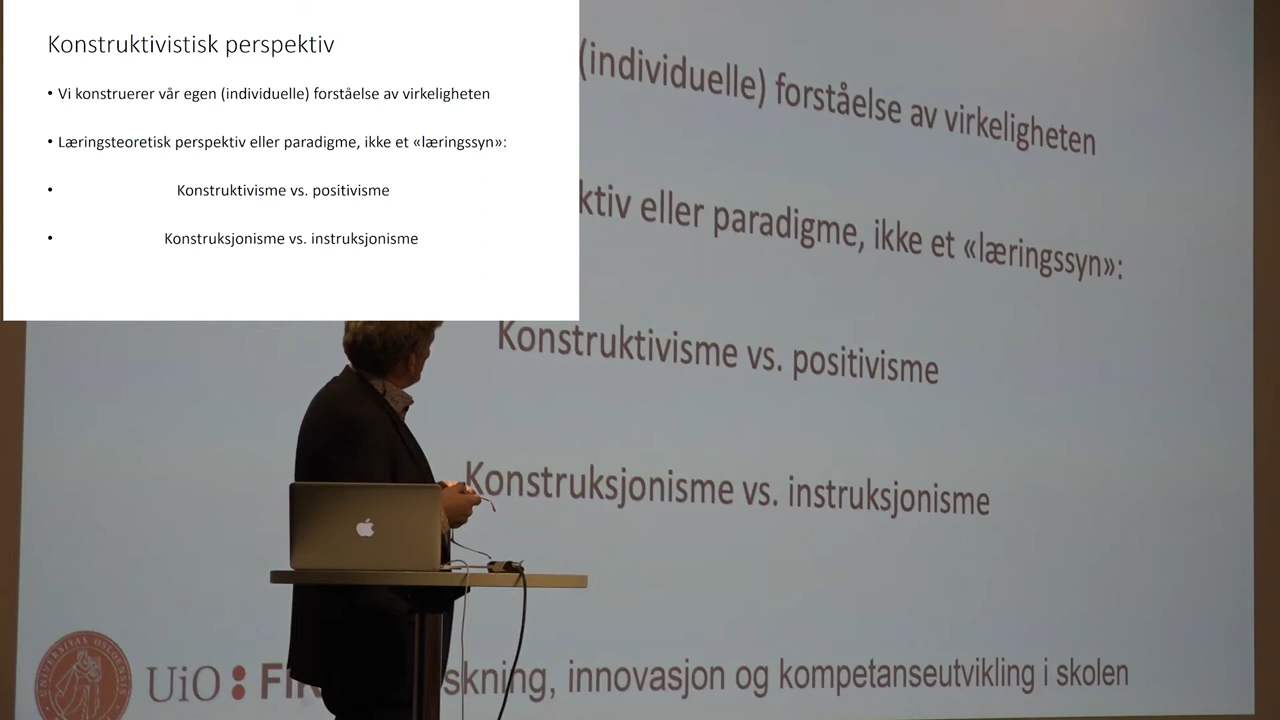 Konstruktivistisk perspektiv
• Vi konstruerer vår egen (individuelle) forståelse av virkeligheten
• Læringsteoretisk perspektiv eller paradigme, ikke et «læringssyn»:
• Konstruktivisme vs. positivisme
• Konstruksjonisme vs. instruksjonisme
(individuelle) forståelse av virkeligheten
ktiv eller paradigme, ikke et «læringssyn»:
Konstruktivisme vs. positivisme
Konstruksjonisme vs. instruksjonisme
UiO : FI skning, innovasjon og kompetanseutvikling i skolen